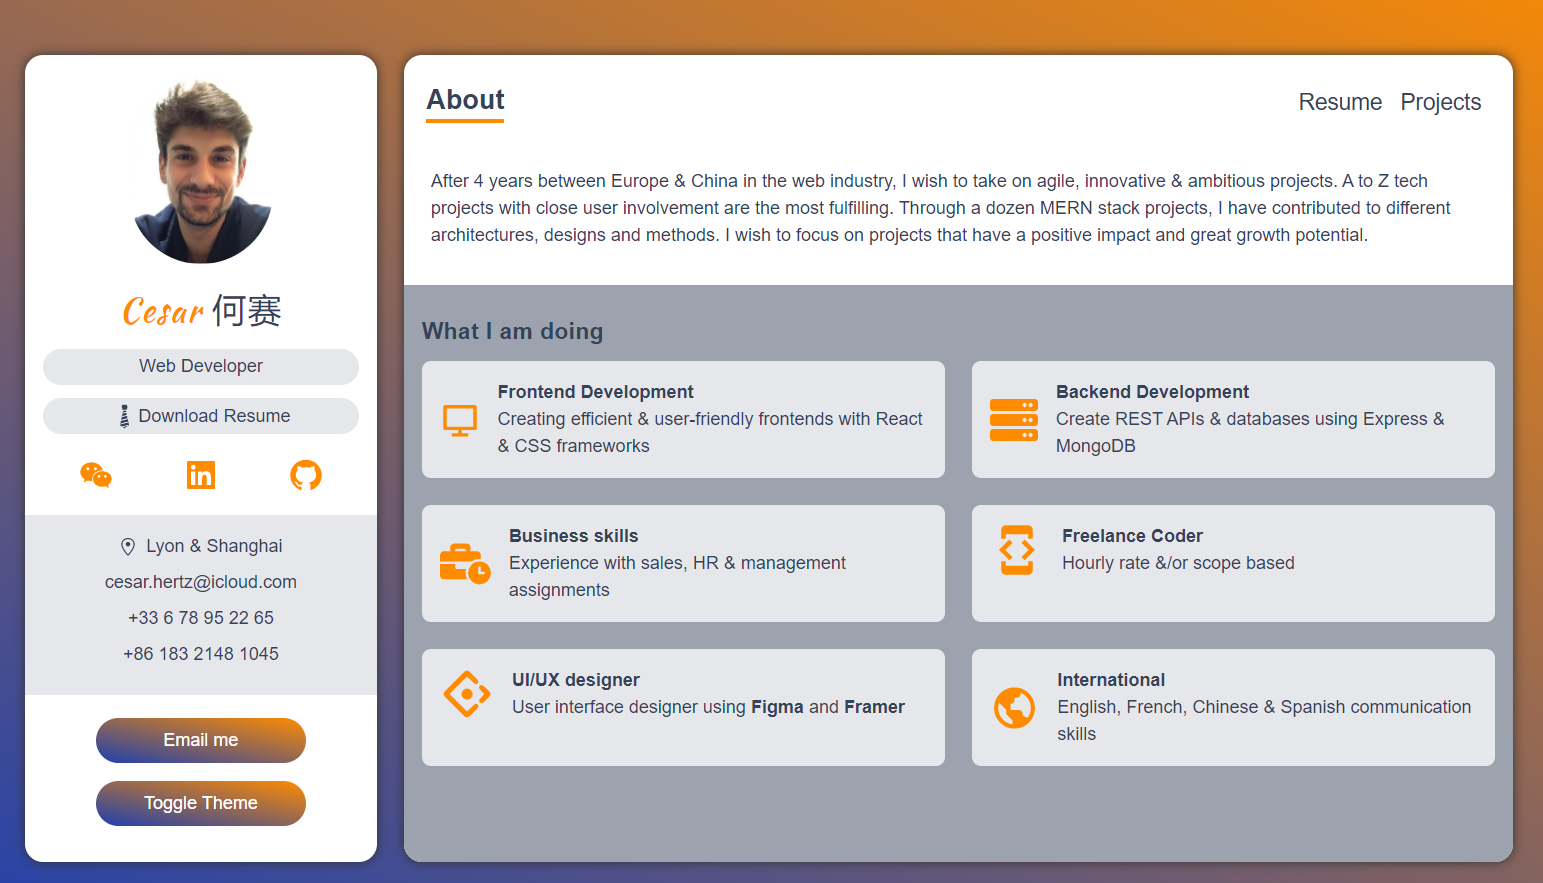 Cesar 何赛
Web Developer
Download Resume
Lyon & Shanghai
cesar.hertz@icloud.com
+33 6 78 95 22 65
+86 183 2148 1045
Email me
Toggle Theme
About
Resume
Projects
After 4 years between Europe & China in the web industry, I wish to take on agile, innovative & ambitious projects. A to Z tech
projects with close user involvement are the most fulfilling. Through a dozen MERN stack projects, I have contributed to different
architectures, designs and methods. I wish to focus on projects that have a positive impact and great growth potential.
What I am doing
Frontend Development
Creating efficient & user-friendly frontends with React
& CSS frameworks
Backend Development
Create REST APIs & databases using Express &
MongoDB
Business skills
Experience with sales, HR & management
assignments
Freelance Coder
Hourly rate &/or scope based
UI/UX designer
User interface designer using Figma and Framer
International
English, French, Chinese & Spanish communication
skills